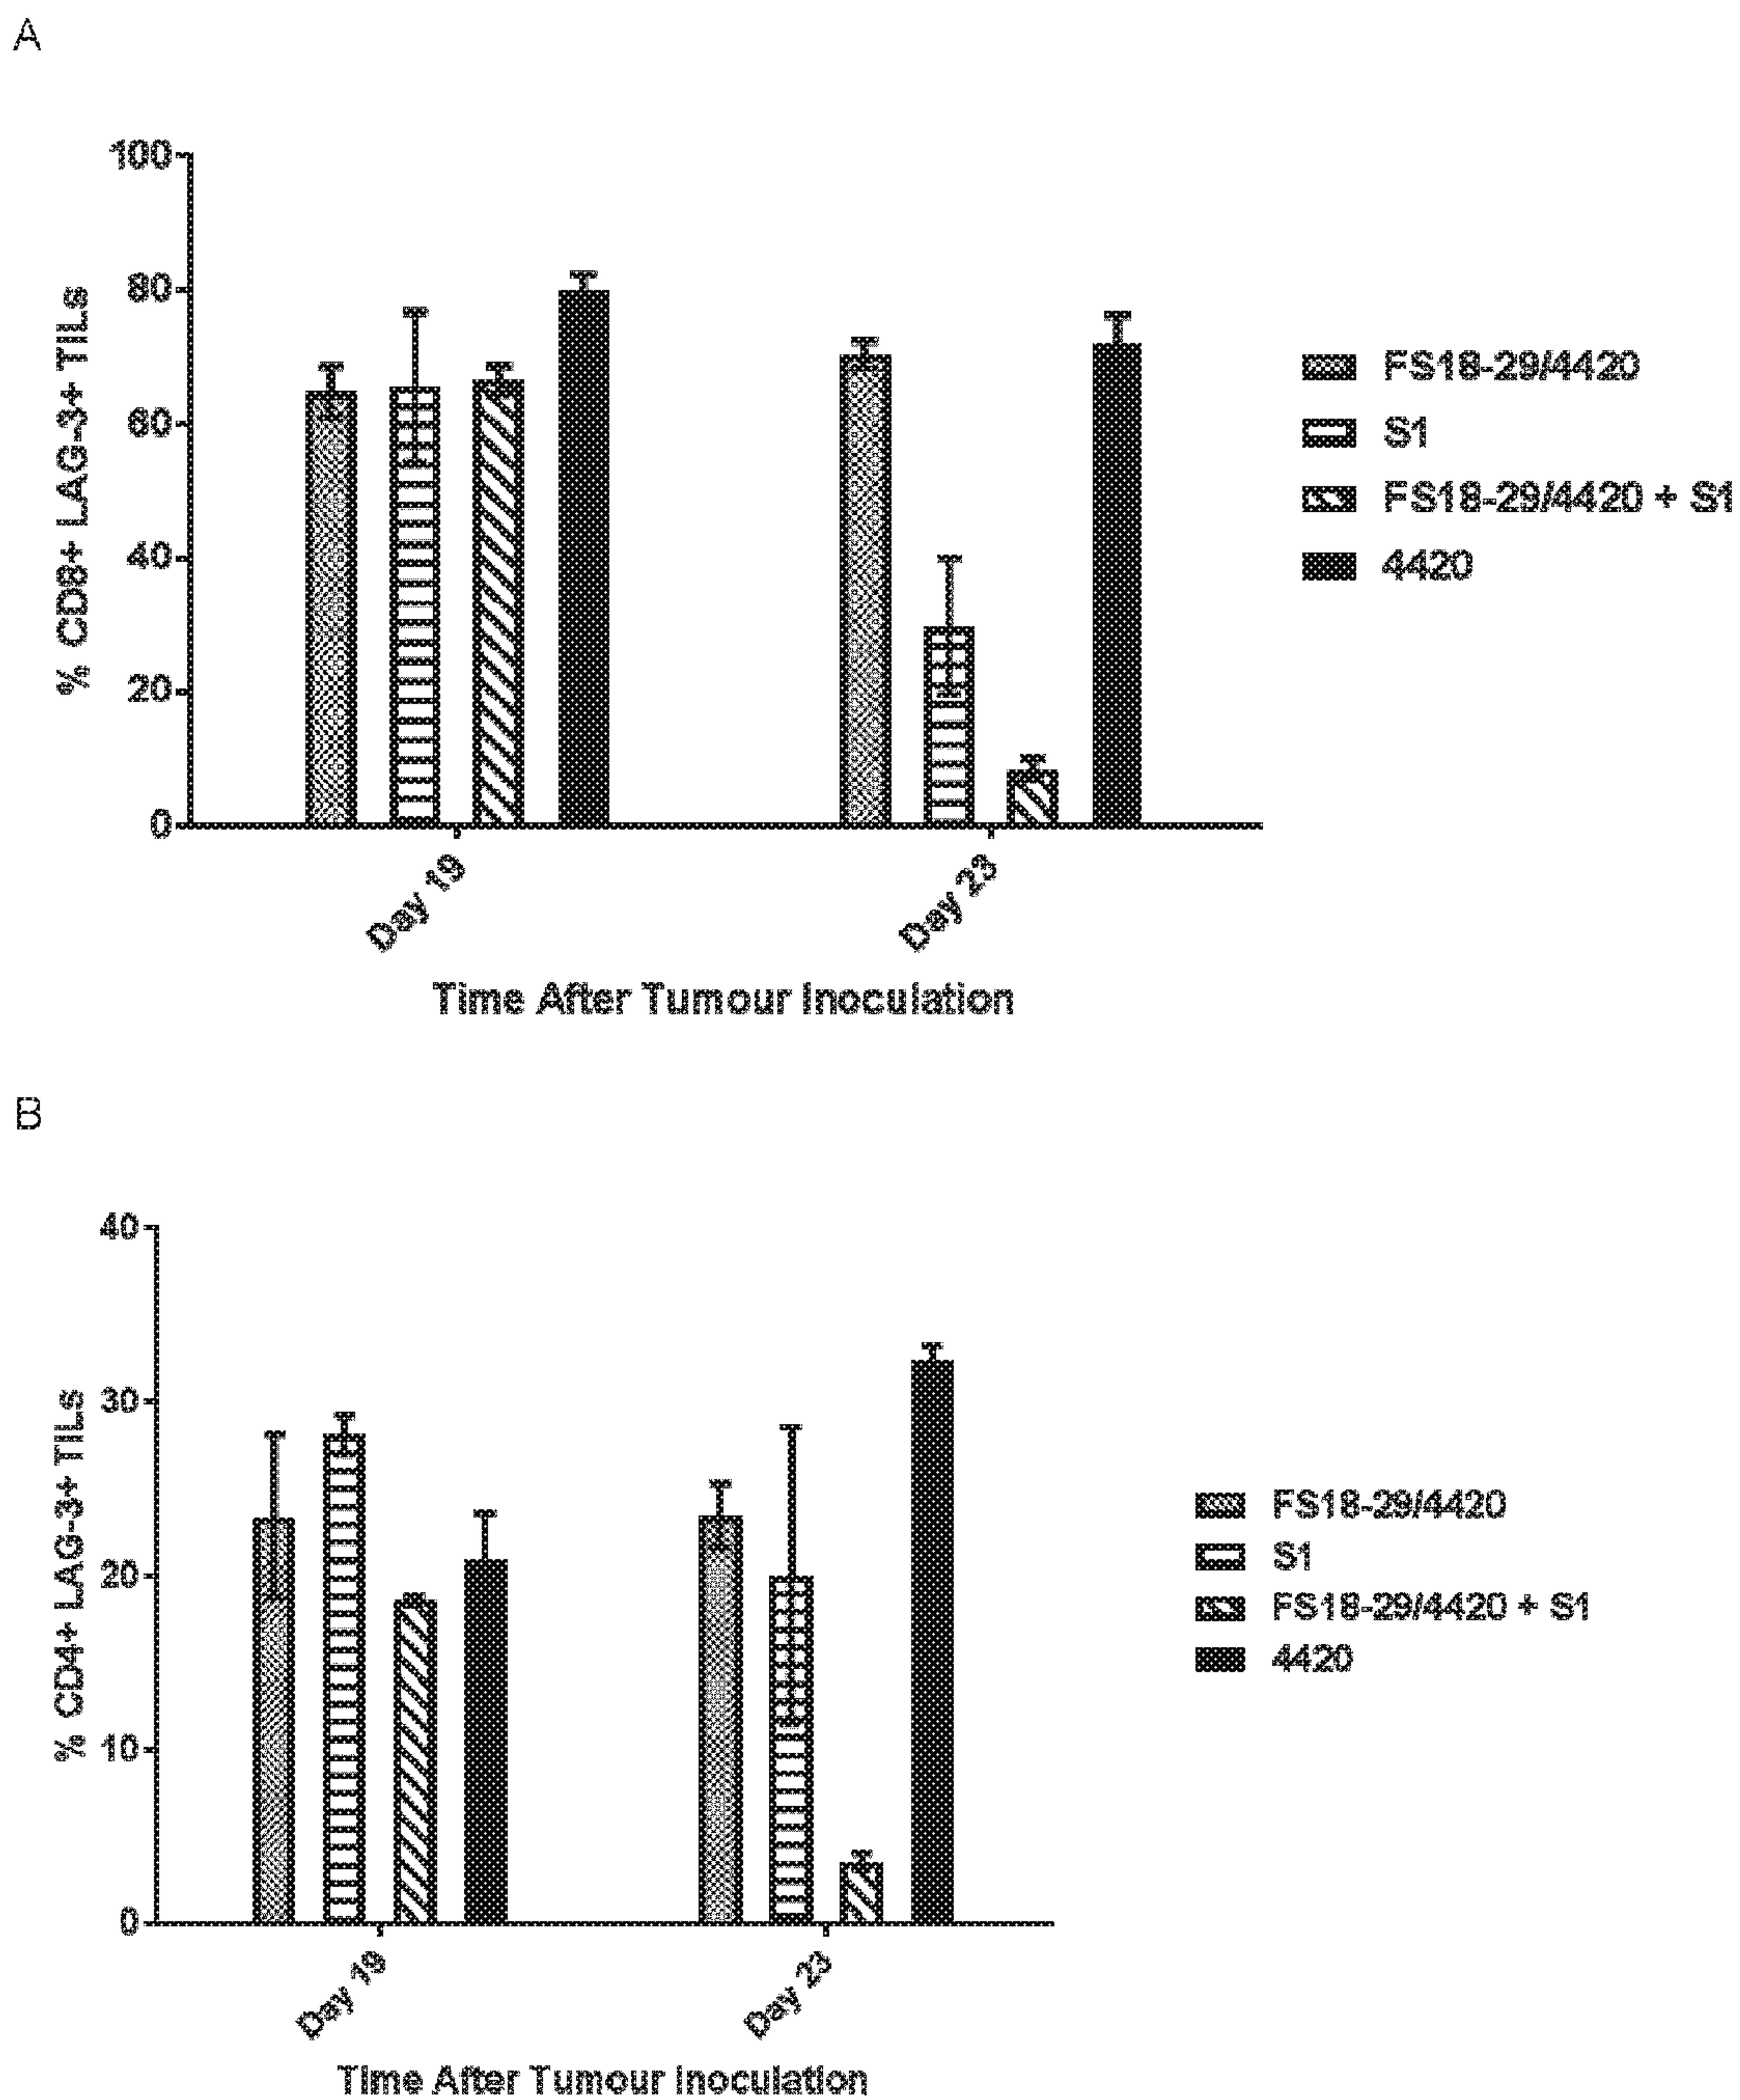 A
100
80
60
40
20
0
% CD8+ LAG-3+ TILs
Day 19
Day 23
Time After Tumour Inoculation
FS18-29/4420
S1
FS18-29/4420 + S1
4420
B
40
30
20
10
0
% CD4+ LAG-3+ TILs
Day 19
Day 23
Time After Tumour Inoculation
FS18-29/4420
S1
FS18-29/4420 + S1
4420